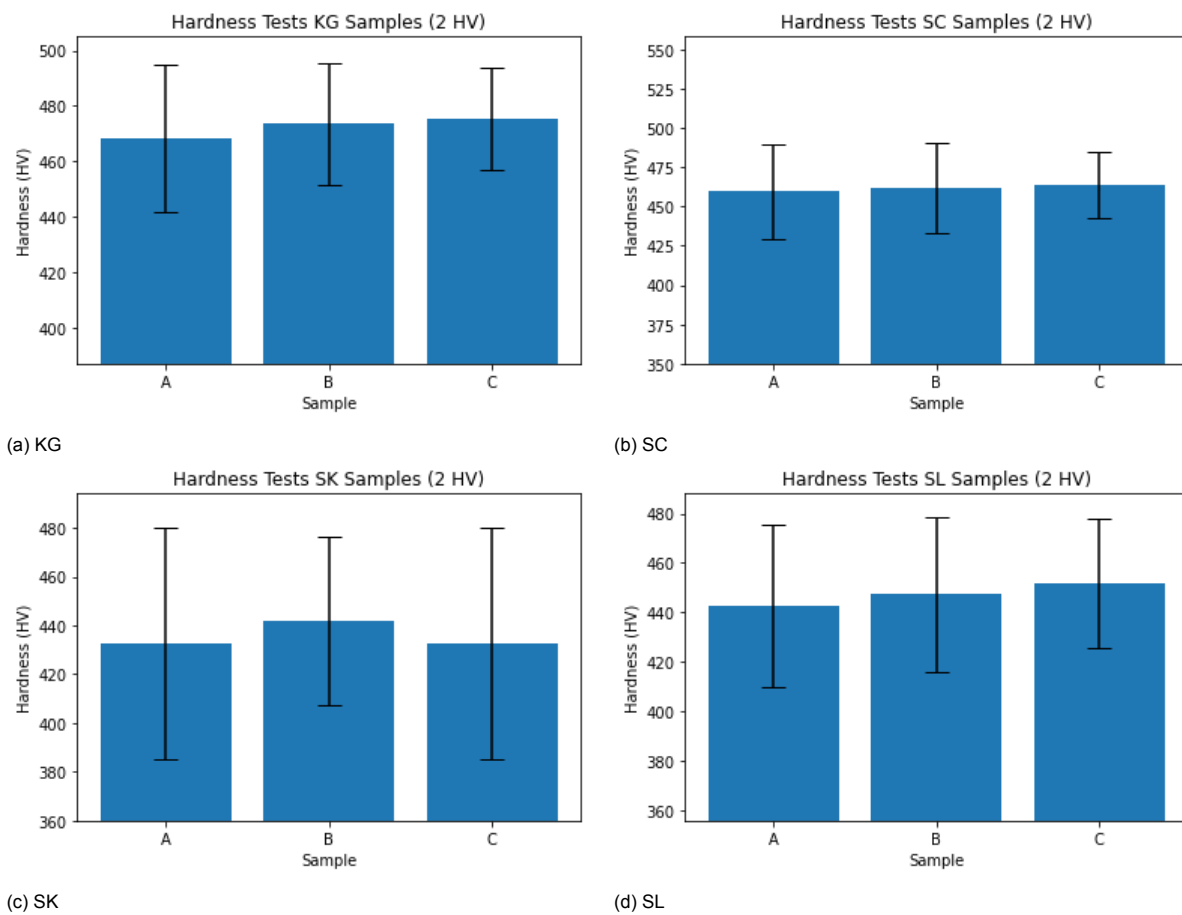 Hardness Tests KG Samples (2 HV)
500
480
460
440
420
400
Hardness (HV)
A B C
Sample
(a) KG
Hardness Tests SC Samples (2 HV)
550
525
500
475
450
425
400
375
350
Hardness (HV)
A B C
Sample
(b) SC
Hardness Tests SK Samples (2 HV)
480
460
440
420
400
380
360
Hardness (HV)
A B C
Sample
(c) SK
Hardness Tests SL Samples (2 HV)
480
460
440
420
400
380
360
Hardness (HV)
A B C
Sample
(d) SL